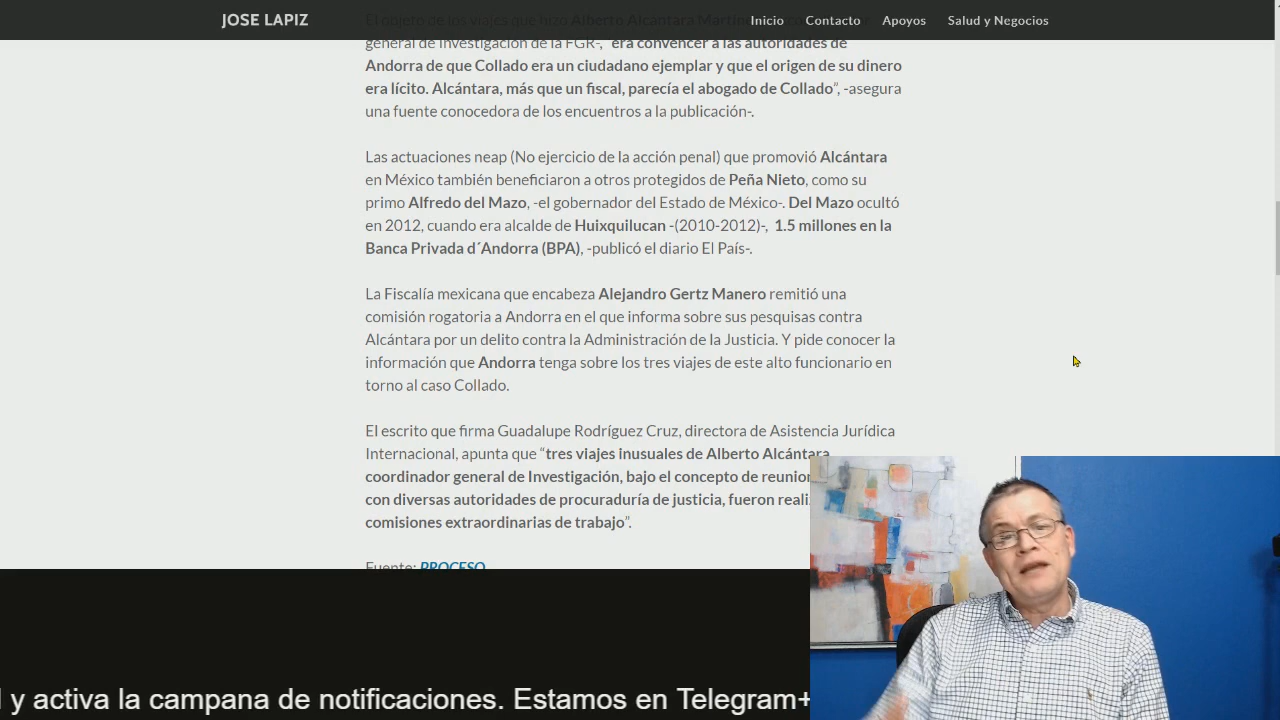 JOSE LAPIZ
Inicio Contacto Apoyos Salud y Negocios
El objeto de los viajes que hizo Alberto Alcántara
general de Investigación de la FGR-, "era convencer a las autoridades de
Andorra de que Collado era un ciudadano ejemplar y que el origen de su dinero
era lícito. Alcántara, más que un fiscal, parecía el abogado de Collado”, -asegura
una fuente conocedora de los encuentros a la publicación-.
Las actuaciones neap (No ejercicio de la acción penal) que promovió Alcántara
en México también beneficiaron a otros protegidos de Peña Nieto, como su
primo Alfredo del Mazo, -el gobernador del Estado de México-. Del Mazo ocultó
en 2012, cuando era alcalde de Huixquilucan -(2010-2012)-, 1.5 millones en la
Banca Privada d´Andorra (BPA), -publicó el diario El País-.
La Fiscalía mexicana que encabeza Alejandro Gertz Manero remitió una
comisión rogatoria a Andorra en el que informa sobre sus pesquisas contra
Alcántara por un delito contra la Administración de la Justicia. Y pide conocer la
información que Andorra tenga sobre los tres viajes de este alto funcionario en
torno al caso Collado.
El escrito que firma Guadalupe Rodríguez Cruz, directora de Asistencia Jurídica
Internacional, apunta que “tres viajes inusuales de Alberto Alcántara
coordinador general de Investigación, bajo el concepto de reunion
con diversas autoridades de procuraduría de justicia, fueron reali
comisiones extraordinarias de trabajo”.
Fuente: PROCESO
y activa la campana de notificaciones. Estamos en Telegram+